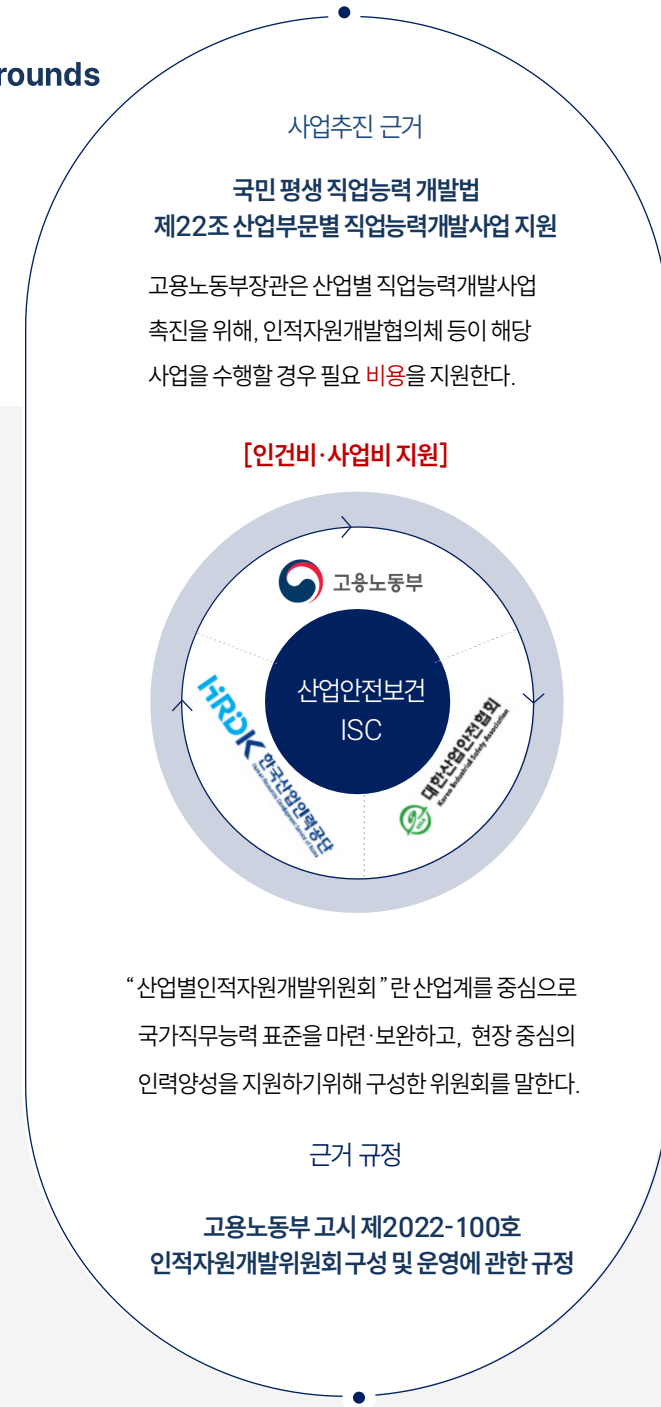 rounds
사업추진 근거
국민 평생 직업능력 개발법
제22조 산업부문별 직업능력개발사업 지원
고용노동부장관은 산업별 직업능력개발사업
촉진을 위해, 인적자원개발협의체 등이 해당
사업을 수행할 경우 필요 비용을 지원한다.
[인건비·사업비 지원]
고용노동부
산업안전보건
ISC
HRDK 한국산업인력공단
Human Resources Development Service of Korea
대한산업안전협회
Korea Industrial Safety Association
“산업별인적자원개발위원회”란 산업계를 중심으로
국가직무능력 표준을 마련·보완하고, 현장 중심의
인력양성을 지원하기위해 구성한 위원회를 말한다.
근거 규정
고용노동부 고시 제2022-100호
인적자원개발위원회 구성 및 운영에 관한 규정